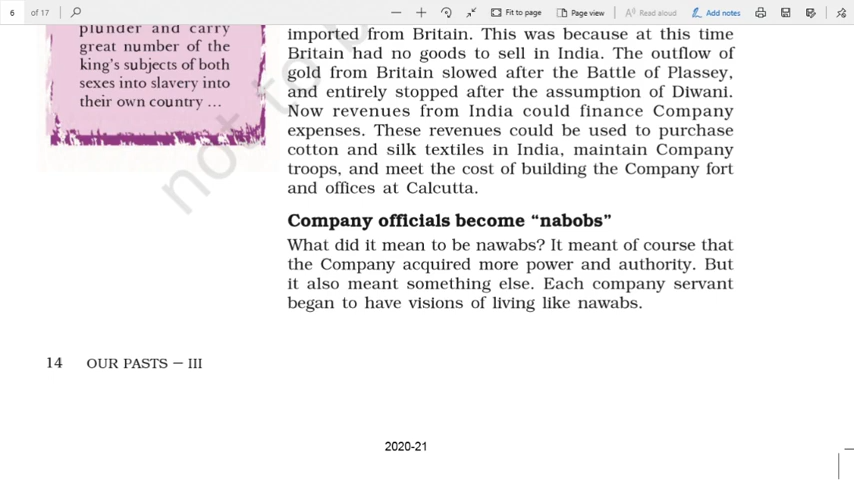 6 of 17 Fit to page Page view Read aloud Add notes
plunder and carry
great number of the
king's subjects of both
sexes into slavery into
their own country ...
imported from Britain. This was because at this time
Britain had no goods to sell in India. The outflow of
gold from Britain slowed after the Battle of Plassey,
and entirely stopped after the assumption of Diwani.
Now revenues from India could finance Company
expenses. These revenues could be used to purchase
cotton and silk textiles in India, maintain Company
troops, and meet the cost of building the Company fort
and offices at Calcutta.
Company officials become “nabobs”
What did it mean to be nawabs? It meant of course that
the Company acquired more power and authority. But
it also meant something else. Each company servant
began to have visions of living like nawabs.
14 OUR PASTS – III
2020-21
not to b